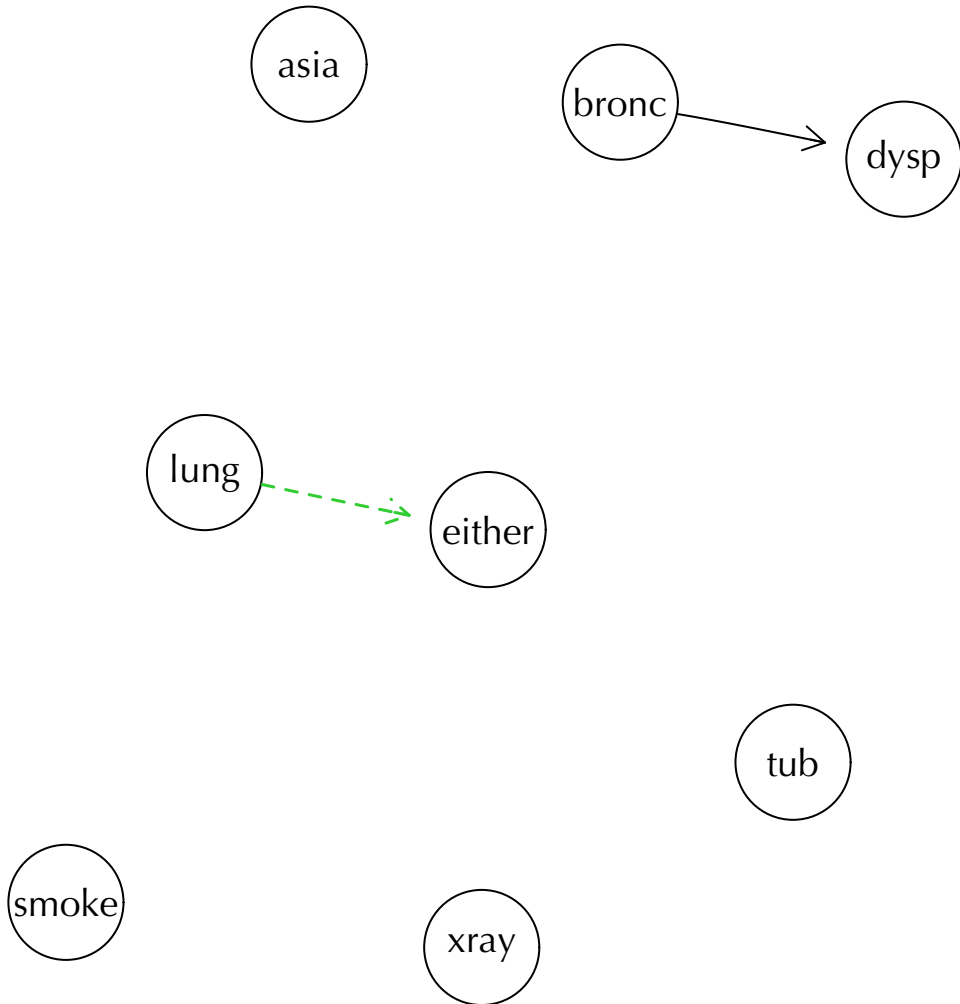 asia
bronc
dysp
lung
either
tub
smoke
xray